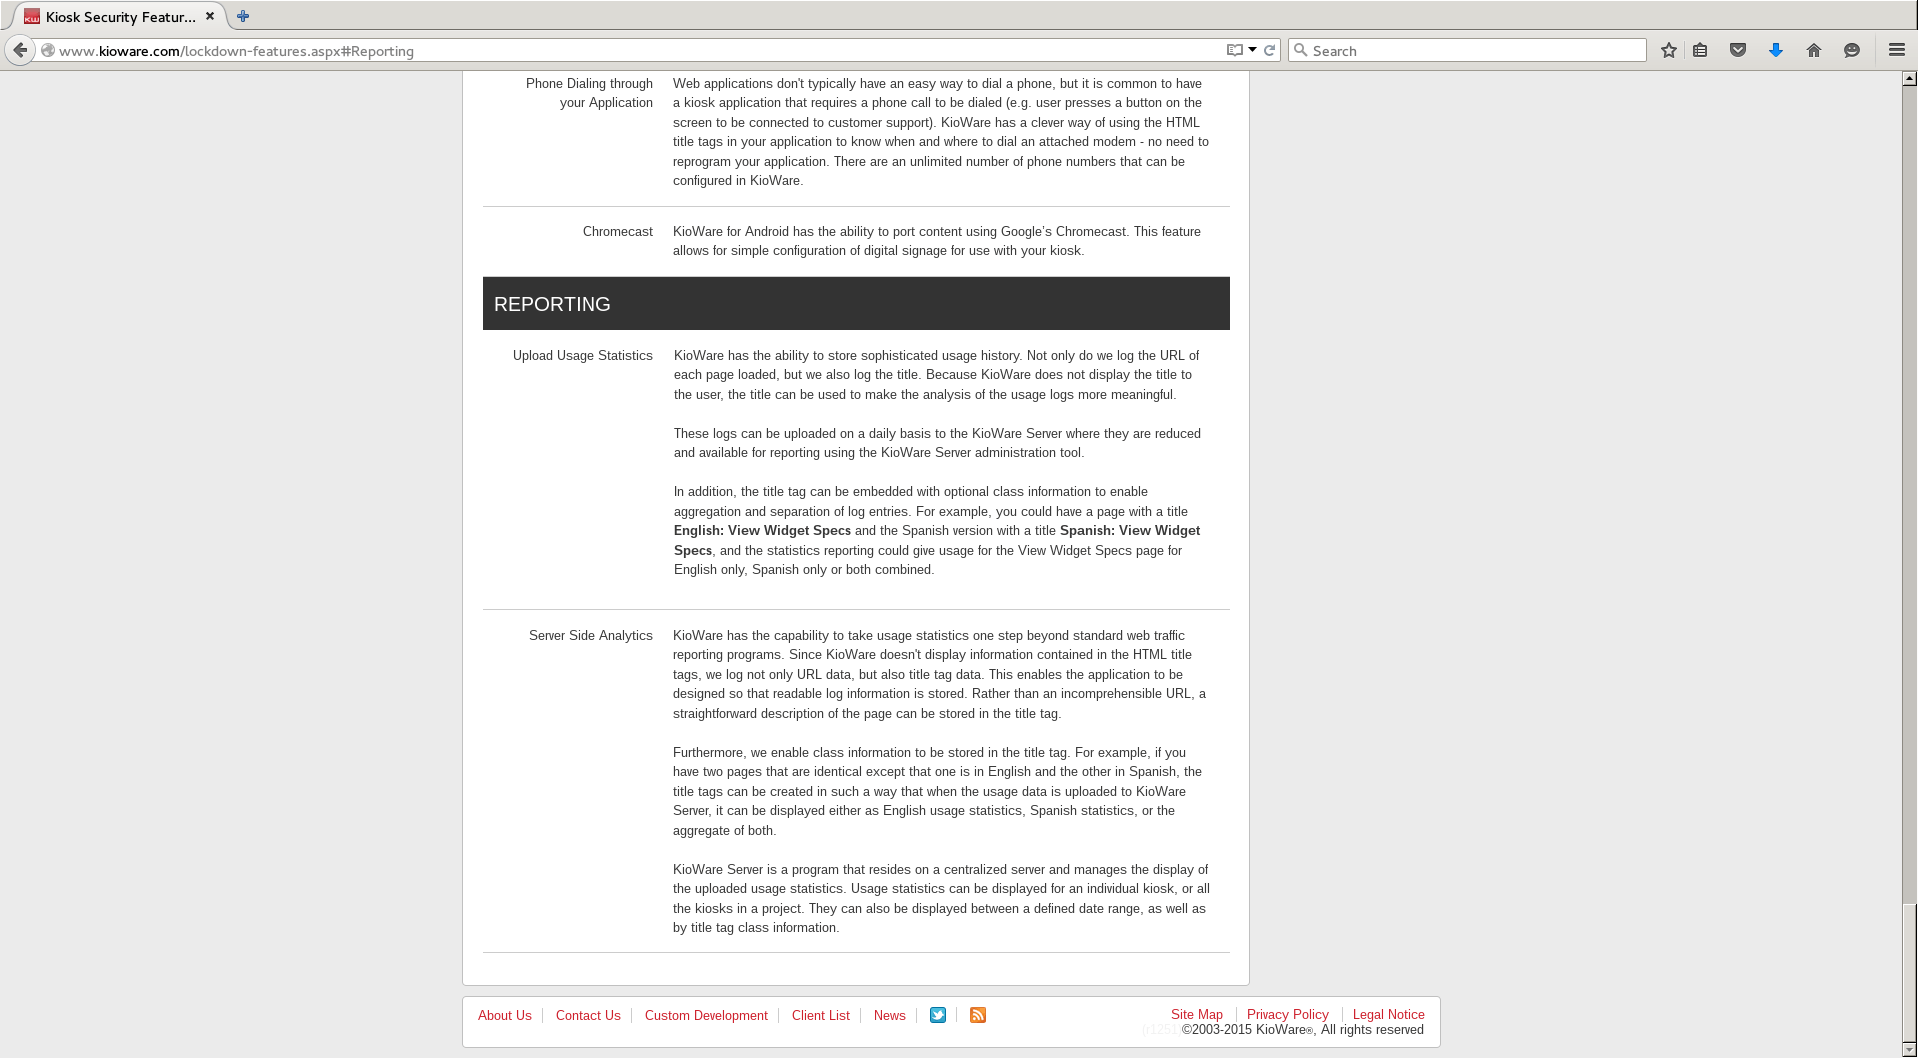 Kiosk Security Featur...
www.kioware.com/lockdown-features.aspx#Reporting
Search
Phone Dialing through
your Application
Web applications don't typically have an easy way to dial a phone, but it is common to have
a kiosk application that requires a phone call to be dialed (e.g. user presses a button on the
screen to be connected to customer support). KioWare has a clever way of using the HTML
title tags in your application to know when and where to dial an attached modem - no need to
reprogram your application. There are an unlimited number of phone numbers that can be
configured in KioWare.
Chromecast
KioWare for Android has the ability to port content using Google’s Chromecast. This feature
allows for simple configuration of digital signage for use with your kiosk.
REPORTING
Upload Usage Statistics
KioWare has the ability to store sophisticated usage history. Not only do we log the URL of
each page loaded, but we also log the title. Because KioWare does not display the title to
the user, the title can be used to make the analysis of the usage logs more meaningful.
These logs can be uploaded on a daily basis to the KioWare Server where they are reduced
and available for reporting using the KioWare Server administration tool.
In addition, the title tag can be embedded with optional class information to enable
aggregation and separation of log entries. For example, you could have a page with a title
English: View Widget Specs and the Spanish version with a title Spanish: View Widget
Specs, and the statistics reporting could give usage for the View Widget Specs page for
English only, Spanish only or both combined.
Server Side Analytics
KioWare has the capability to take usage statistics one step beyond standard web traffic
reporting programs. Since KioWare doesn't display information contained in the HTML title
tags, we log not only URL data, but also title tag data. This enables the application to be
designed so that readable log information is stored. Rather than an incomprehensible URL, a
straightforward description of the page can be stored in the title tag.
Furthermore, we enable class information to be stored in the title tag. For example, if you
have two pages that are identical except that one is in English and the other in Spanish, the
title tags can be created in such a way that when the usage data is uploaded to KioWare
Server, it can be displayed either as English usage statistics, Spanish statistics, or the
aggregate of both.
KioWare Server is a program that resides on a centralized server and manages the display of
the uploaded usage statistics. Usage statistics can be displayed for an individual kiosk, or all
the kiosks in a project. They can also be displayed between a defined date range, as well as
by title tag class information.
About Us
Contact Us
Custom Development
Client List
News
Site Map
Privacy Policy
Legal Notice
©2003-2015 KioWare®, All rights reserved